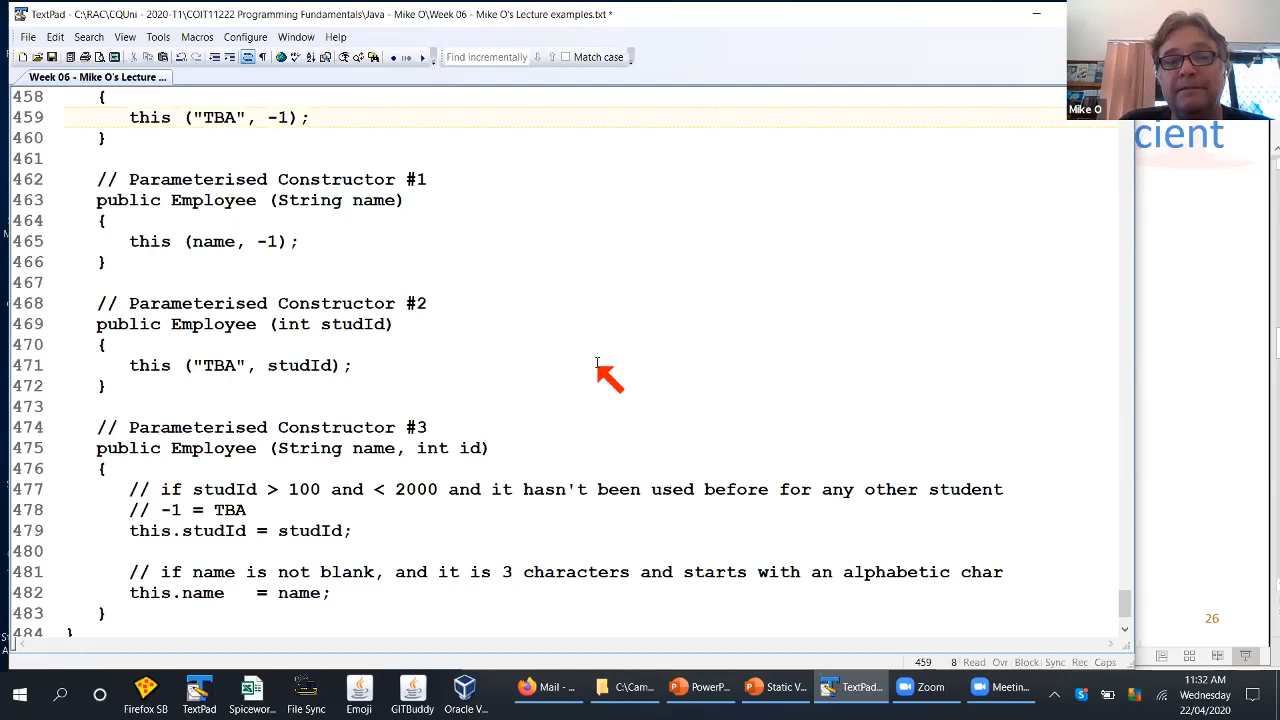 TextPad - C:\RAC\CQUni - 2020-T1\COIT11222 Programming Fundamentals\Java - Mike O\Week 06 - Mike O's Lecture examples.txt *
File Edit Search View Tools Macros Configure Window Help
Find incrementally Match case
Week 06 - Mike O's Lecture ...
Mike O
cient
458 {
459 this ("TBA", -1);
460 }
461
462 // Parameterised Constructor #1
463 public Employee (String name)
464 {
465 this (name, -1);
466 }
467
468 // Parameterised Constructor #2
469 public Employee (int studId)
470 {
471 this ("TBA", studId);
472 }
473
474 // Parameterised Constructor #3
475 public Employee (String name, int id)
476 {
477 // if studId > 100 and < 2000 and it hasn't been used before for any other student
478 // -1 = TBA
479 this.studId = studId;
480
481 // if name is not blank, and it is 3 characters and starts with an alphabetic char
482 this.name = name;
483 }
484 }
26
459 8 Read Ovr Block Sync Rec Caps
Firefox SB TextPad Spicewor... File Sync Emoji GITBuddy Oracle V... Mail - ... C:\Cam... PowerP... Static V... TextPad... Zoom Meetin...
11:32 AM
Wednesday
22/04/2020